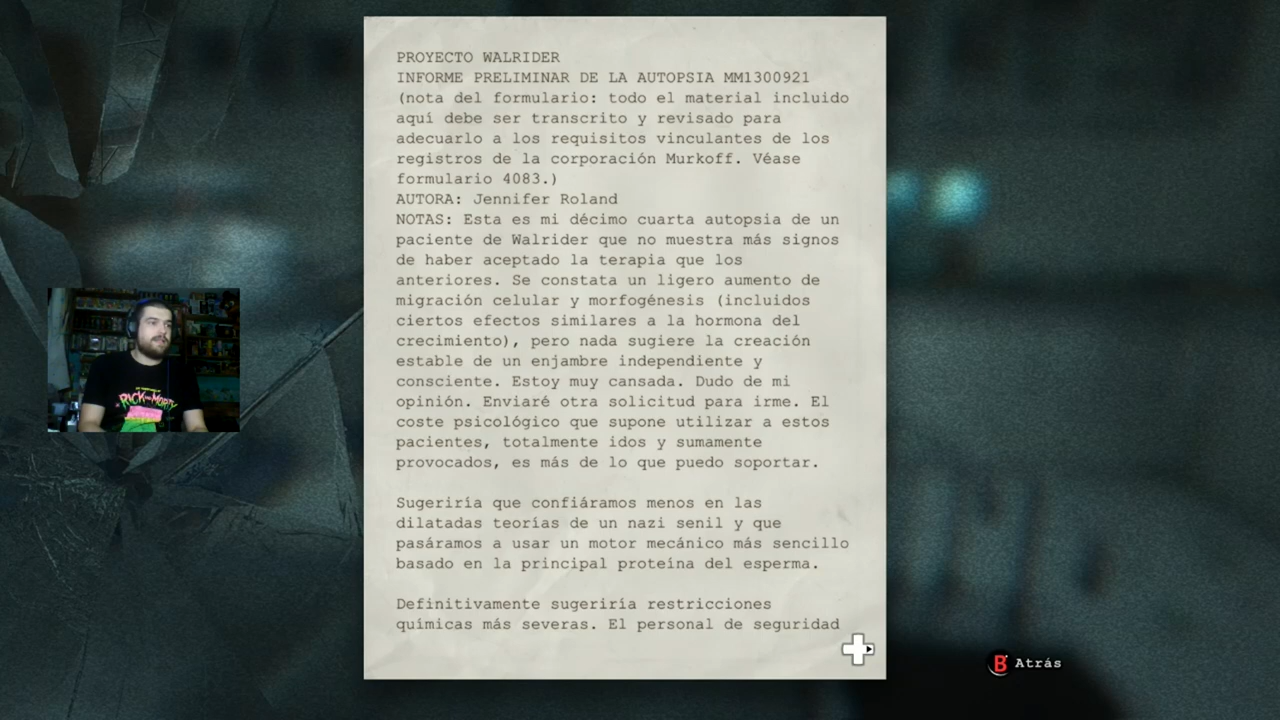 PROYECTO WALRIDER
INFORME PRELIMINAR DE LA AUTOPSIA MM1300921
(nota del formulario: todo el material incluido
aquí debe ser transcrito y revisado para
adecuarlo a los requisitos vinculantes de los
registros de la corporación Murkoff. Véase
formulario 4083.)
AUTORA: Jennifer Roland
NOTAS: Esta es mi décimo cuarta autopsia de un
paciente de Walrider que no muestra más signos
de haber aceptado la terapia que los
anteriores. Se constata un ligero aumento de
migración celular y morfogénesis (incluidos
ciertos efectos similares a la hormona del
crecimiento), pero nada sugiere la creación
estable de un enjambre independiente y
consciente. Estoy muy cansada. Dudo de mi
opinión. Enviaré otra solicitud para irme. El
coste psicológico que supone utilizar a estos
pacientes, totalmente idos y sumamente
provocados, es más de lo que puedo soportar.
Sugeriría que confiáramos menos en las
dilatadas teorías de un nazi senil y que
pasáramos a usar un motor mecánico más sencillo
basado en la principal proteína del esperma.
Definitivamente sugeriría restricciones
químicas más severas. El personal de seguridad
B Atrás
RICK AND MORTY